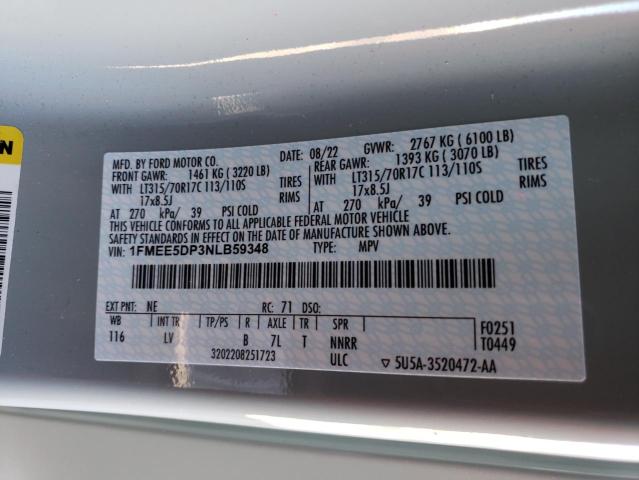 N
MFD. BY FORD MOTOR CO.
DATE: 08/22 GVWR: 2767 KG ( 6100 LB)
FRONT GAWR: 1461 KG ( 3220 LB)
REAR GAWR: 1393 KG ( 3070 LB)
WITH LT315/70R17C 113/110S TIRES
WITH LT315/70R17C 113/110S TIRES
17x8.5J RIMS
17x8.5J RIMS
AT 270 kPa/ 39 PSI COLD
AT 270 kPa/ 39 PSI COLD
THIS VEHICLE CONFORMS TO ALL APPLICABLE FEDERAL MOTOR VEHICLE
SAFETY STANDARDS IN EFFECT ON THE DATE OF MANUFACTURE SHOWN ABOVE.
VIN: 1FMEE5DP3NLB59348 TYPE: MPV
EXT PNT: NE RC: 71 DSO:
WB INT TR TP/PS R AXLE TR SPR F0251
116 LV B 7L T NNRR T0449
3202208251723 ULC ▽ 5U5A-3520472-AA